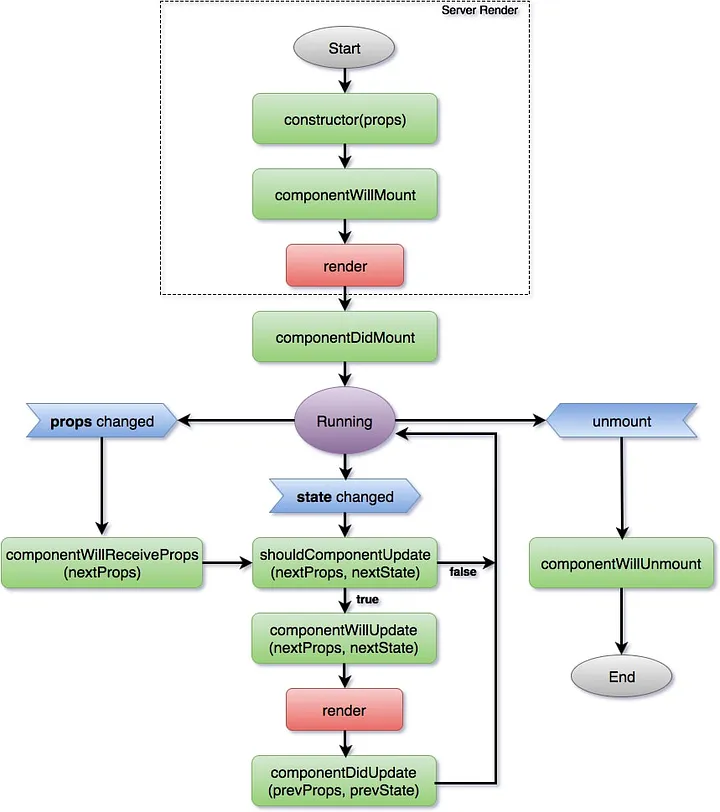 Server Render
Start
constructor(props)
componentWillMount
render
componentDidMount
props changed
Running
unmount
state changed
componentWillReceiveProps
(nextProps)
shouldComponentUpdate
(nextProps, nextState)
false
componentWillUnmount
true
componentWillUpdate
(nextProps, nextState)
End
render
componentDidUpdate
(prevProps, prevState)